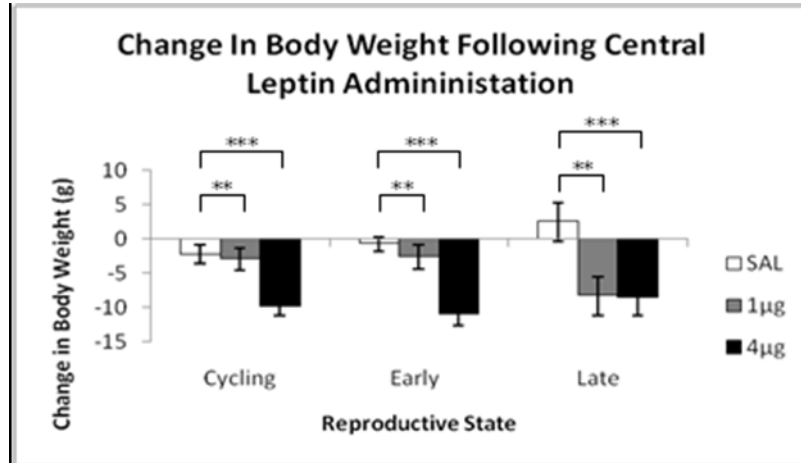 Change In Body Weight Following Central
Leptin Admininistation
Change in Body Weight (g)
10
5
0
-5
-10
-15
***
**
***
**
***
**
Cycling
Early
Late
Reproductive State
SAL
1µg
4µg